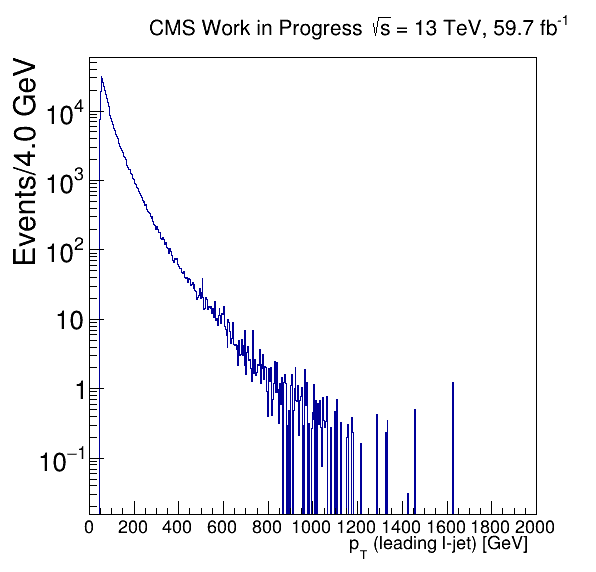 CMS Work in Progress √s = 13 TeV, 59.7 fb⁻¹
Events/4.0 GeV
10⁴
10³
10²
10
1
10⁻¹
0 200 400 600 800 1000 1200 1400 1600 1800 2000
p_T (leading l-jet) [GeV]